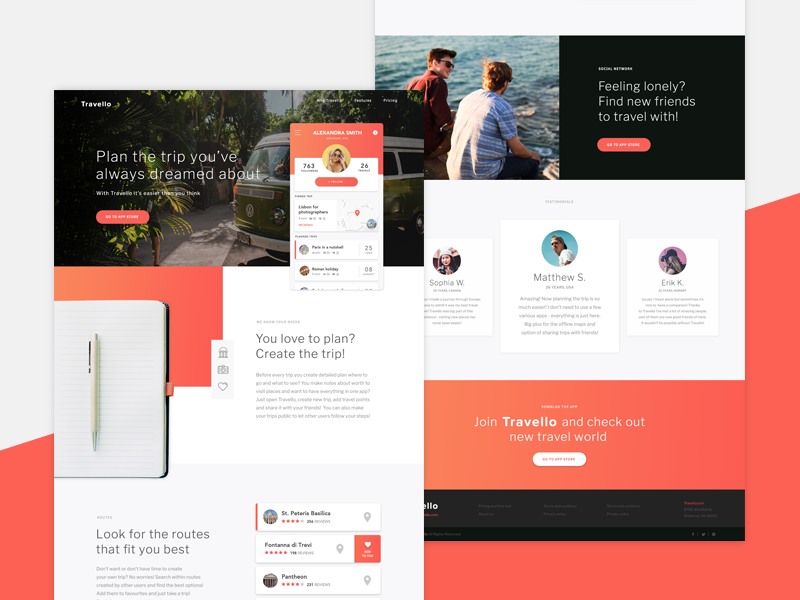 Travello
Features
Pricing
Plan the trip you've
always dreamed about
With Travello it's easier than you think
GO TO APP STORE
ALEXANDRA SMITH
763
FOLLOWERS
26
TRAVELS
+ FOLLOW
Lisbon for
photographers
PLANNED TRIPS
Paris in a nutshell
25
Roman holiday
08
WE KNOW YOUR NEEDS
You love to plan?
Create the trip!
Before every trip you create detailed plan where to
go and what to see? You make notes about worth to
visit places and want to have everything in one app?
Just open Travello, create new trip, add travel points
and share it with your friends! You can also make
your trips public to let other users follow your steps!
ROUTES
Look for the routes
that fit you best
Don't want or don't have time to create
your own trip? No worries! Search within routes
created by other users and find the best options!
Add them to favourites and just take a trip!
St. Peteris Basilica
256 REVIEWS
Fontanna di Trevi
198 REVIEWS
ADD
TO FAV
Pantheon
231 REVIEWS
SOCIAL NETWORK
Feeling lonely?
Find new friends
to travel with!
GO TO APP STORE
TESTIMONIALS
Sophia W.
Matthew S.
Amazing! Now planning the trip is so
much easier! I don't need to use a few
various apps - everything is just here.
Big plus for the offline maps and
option of sharing trips with friends!
Erik K.
DOWNLOAD THE APP
Join Travello and check out
new travel world
GO TO APP STORE
ello